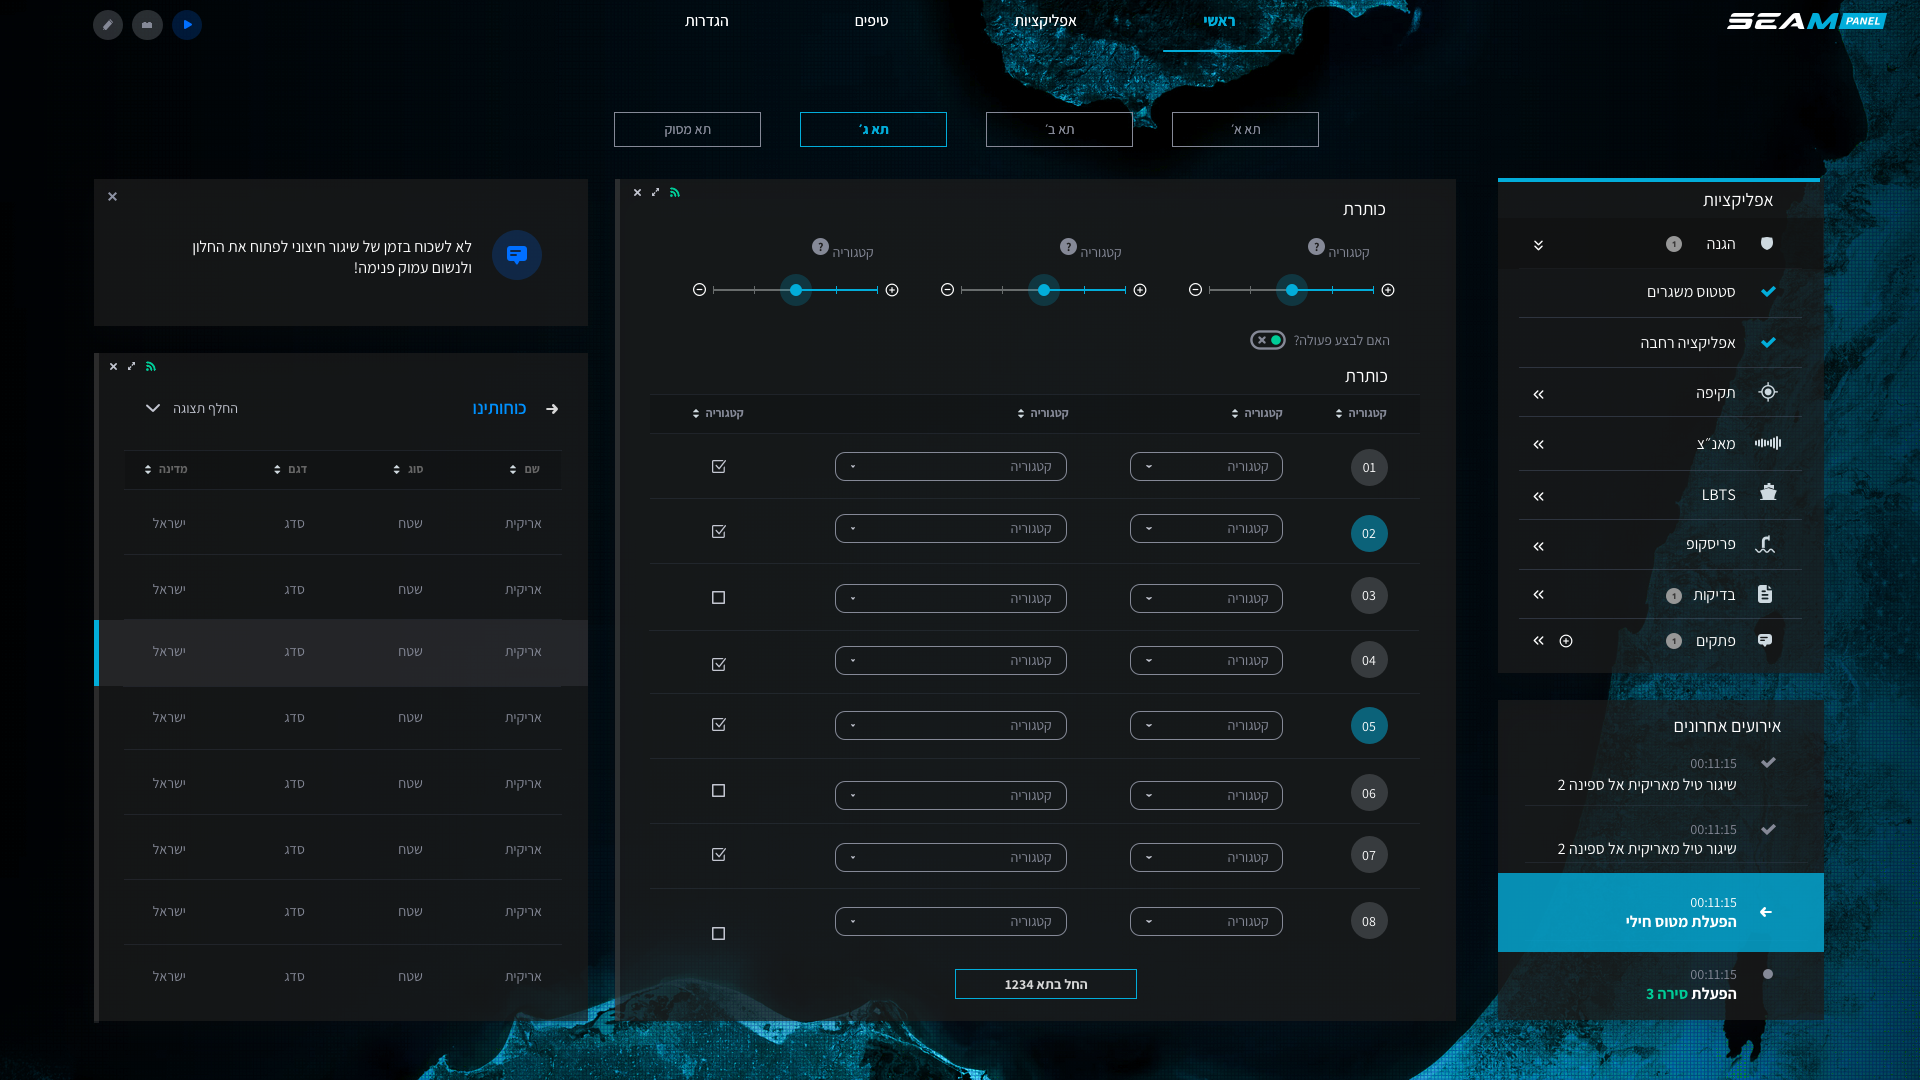 SEAM PANEL
ראשי
אפליקציות
טיפים
הגדרות
תא א׳
תא ב׳
תא ג׳
תא מסוק
אפליקציות
הגנה 1
סטטוס משגרים
אפליקציה רחבה
תקיפה
מאנ״צ
LBTS
פריסקופ
בדיקות 1
פתקים 1
אירועים אחרונים
00:11:15
שיגור טיל מאריקית אל ספינה 2
00:11:15
שיגור טיל מאריקית אל ספינה 2
00:11:15
הפעלת מטוס חילי
00:11:15
הפעלת סירה 3
כותרת
קטגוריה ? קטגוריה ? קטגוריה ?
האם לבצע פעולה?
כותרת
קטגוריה קטגוריה קטגוריה קטגוריה
01 קטגוריה קטגוריה
02 קטגוריה קטגוריה
03 קטגוריה קטגוריה
04 קטגוריה קטגוריה
05 קטגוריה קטגוריה
06 קטגוריה קטגוריה
07 קטגוריה קטגוריה
08 קטגוריה קטגוריה
החל בתא 1234
לא לשכוח בזמן של שיגור חיצוני לפתוח את החלון
ולנשום עמוק פנימה!
כוחותינו
החלף תצוגה
שם סוג דגם מדינה
אריקית שטח סדג ישראל
אריקית שטח סדג ישראל
אריקית שטח סדג ישראל
אריקית שטח סדג ישראל
אריקית שטח סדג ישראל
אריקית שטח סדג ישראל
אריקית שטח סדג ישראל
אריקית שטח סדג ישראל